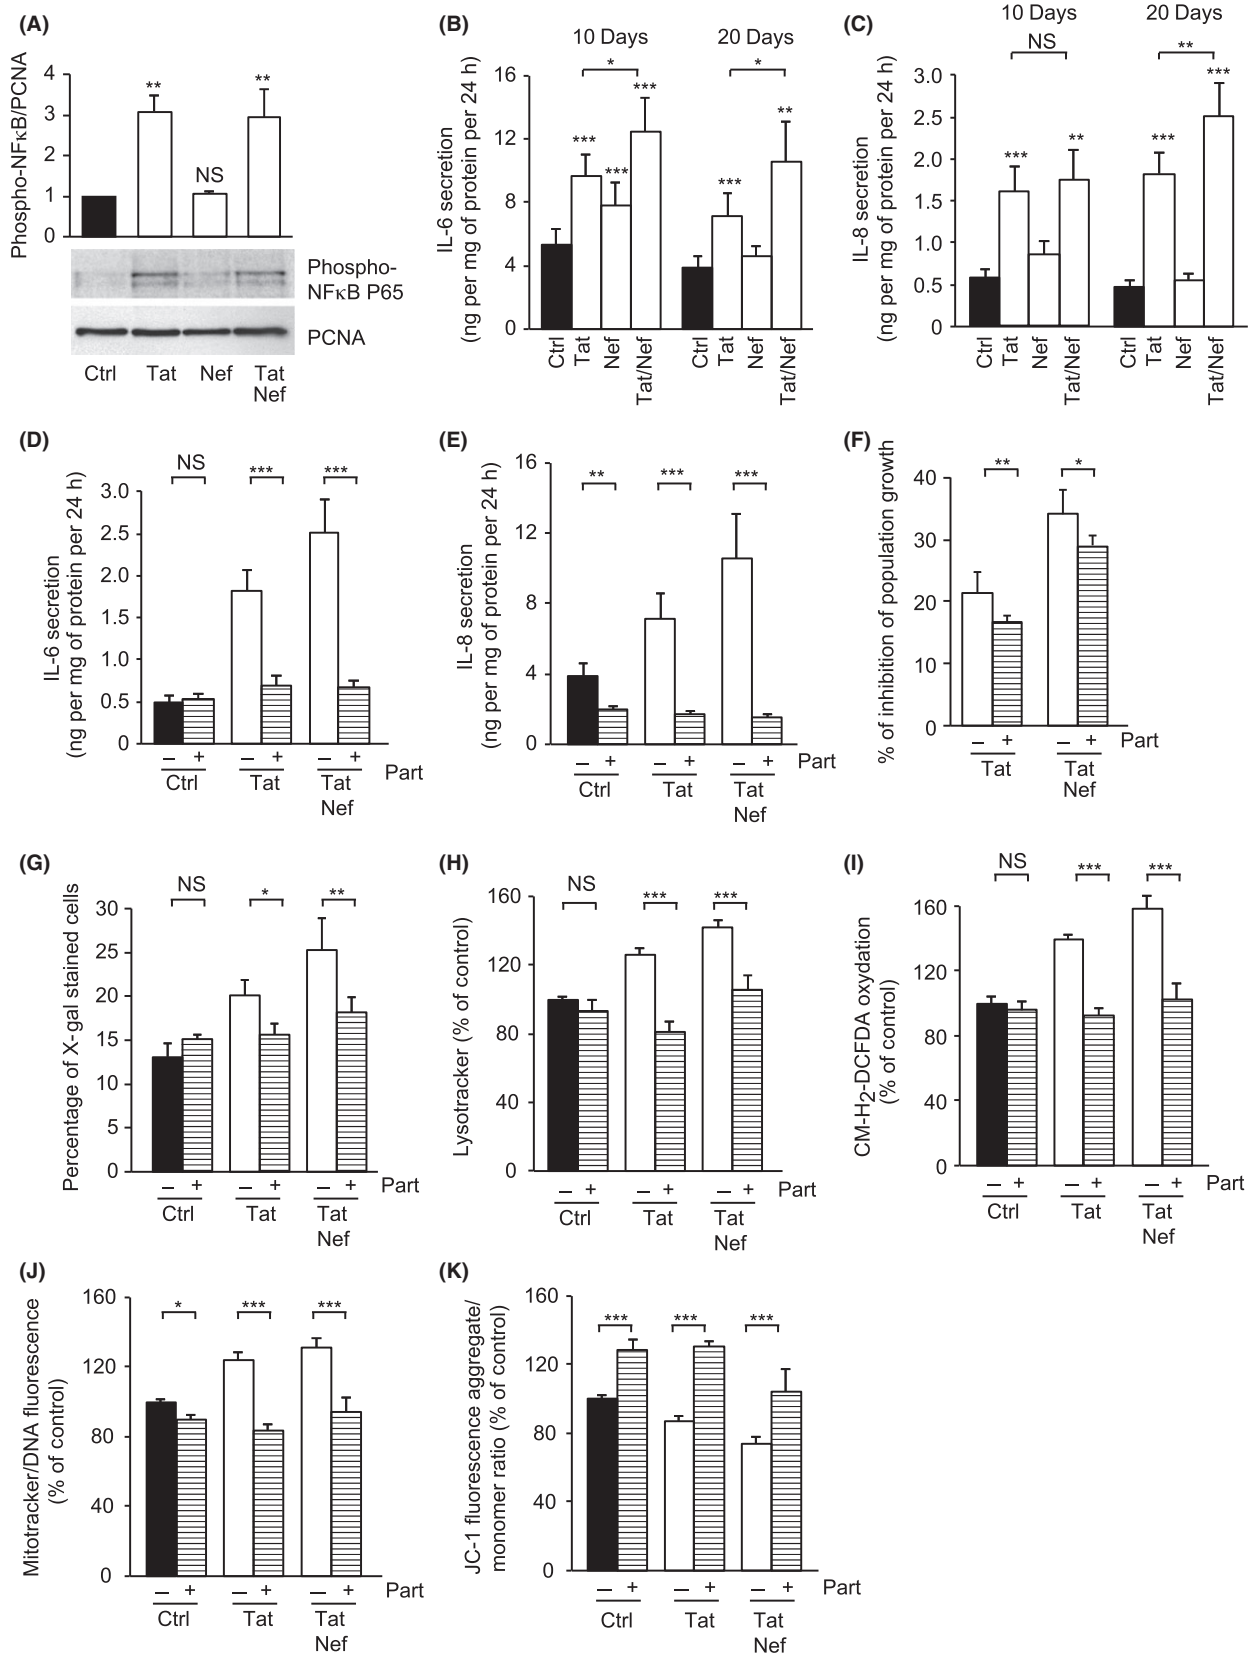 (A)
Phospho-NFκB/PCNA
4
3
2
1
0
**
NS
**
Phospho-
NFκB P65
PCNA
Ctrl Tat Nef Tat
Nef
(B)
10 Days 20 Days
IL-6 secretion
(ng per mg of protein per 24 h)
16
12
8
4
0
* *
*** *** *** *** **
Ctrl Tat Nef Tat/Nef Ctrl Tat Nef Tat/Nef
(C)
10 Days 20 Days
IL-8 secretion
(ng per mg of protein per 24 h)
3.0
2.5
2.0
1.5
1.0
0.5
0
NS **
*** ** *** ***
Ctrl Tat Nef Tat/Nef Ctrl Tat Nef Tat/Nef
(D)
IL-6 secretion
(ng per mg of protein per 24 h)
3.0
2.5
2.0
1.5
1.0
0.5
0
NS *** ***
– + – + – + Part
Ctrl Tat Tat
Nef
(E)
IL-8 secretion
(ng per mg of protein per 24 h)
16
12
8
4
0
** *** ***
– + – + – + Part
Ctrl Tat Tat
Nef
(F)
% of inhibition of population growth
40
30
20
10
0
** *
– + – + Part
Tat Tat
Nef
(G)
Percentage of X-gal stained cells
30
25
20
15
10
5
0
NS * **
– + – + – + Part
Ctrl Tat Tat
Nef
(H)
Lysotracker (% of control)
160
120
80
40
0
NS *** ***
– + – + – + Part
Ctrl Tat Tat
Nef
(I)
CM-H2-DCFDA oxydation
(% of control)
160
120
80
40
0
NS *** ***
– + – + – + Part
Ctrl Tat Tat
Nef
(J)
Mitotracker/DNA fluorescence
(% of control)
160
120
80
40
0
* *** ***
– + – + – + Part
Ctrl Tat Tat
Nef
(K)
JC-1 fluorescence aggregate/
monomer ratio (% of control)
160
120
80
40
0
*** *** ***
– + – + – + Part
Ctrl Tat Tat
Nef